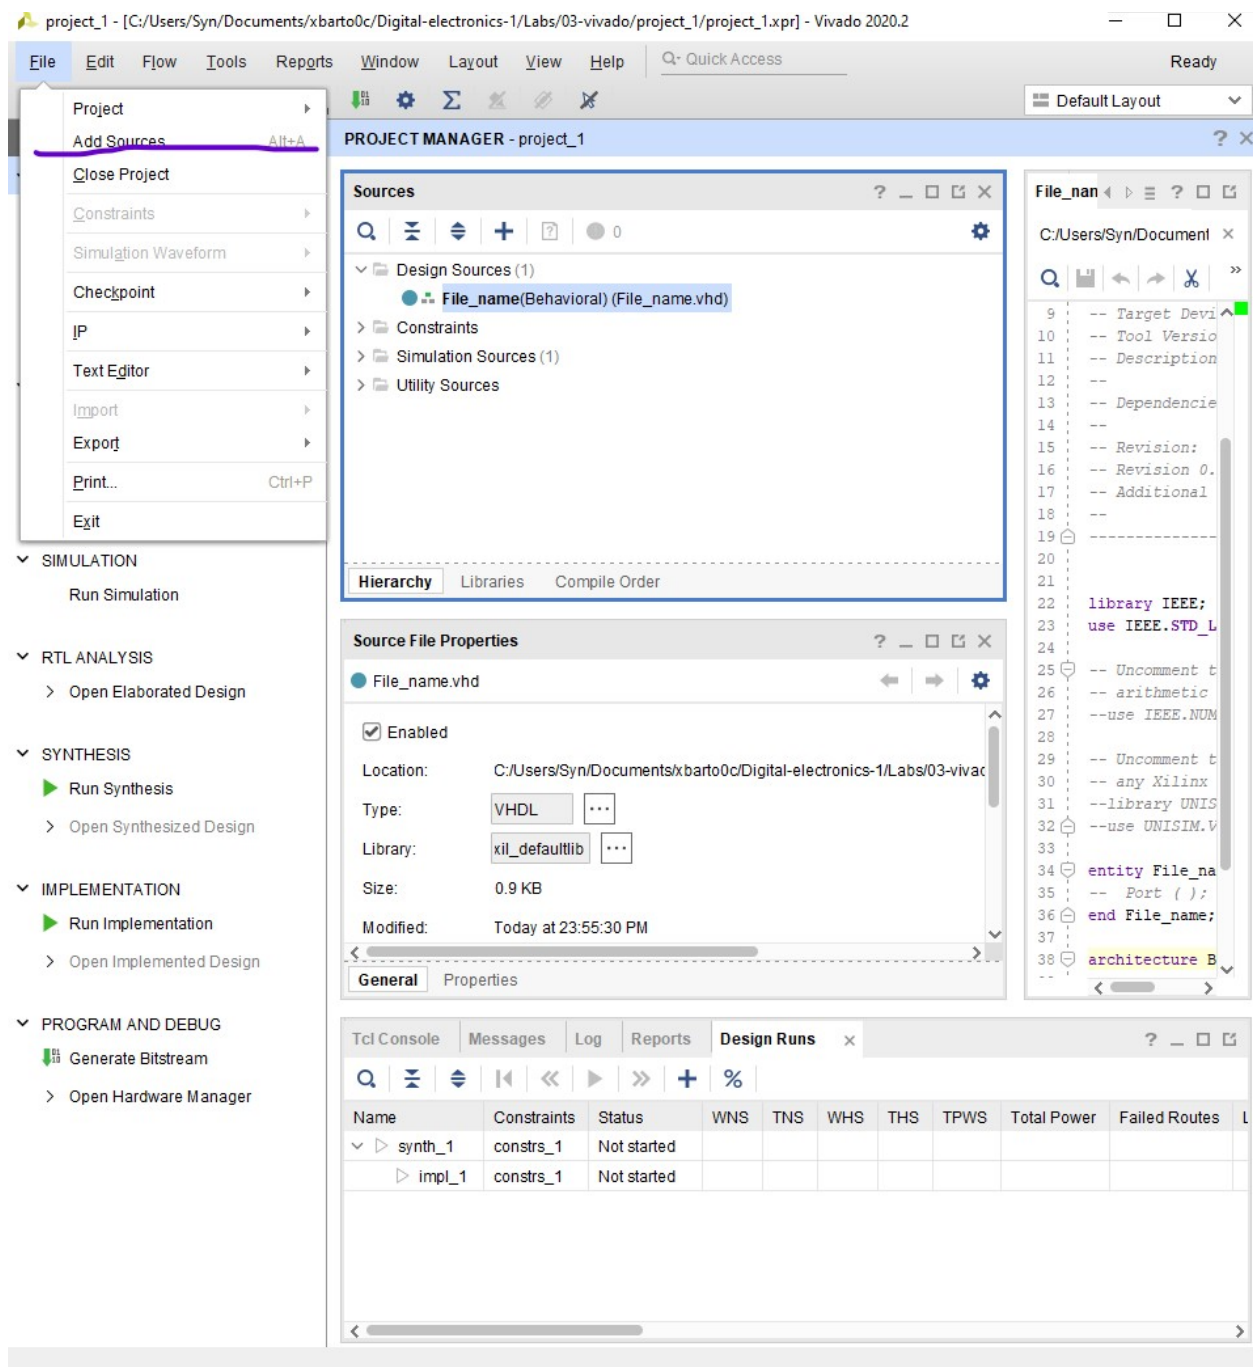 project_1 - [C:/Users/Syn/Documents/xbarto0c/Digital-electronics-1/Labs/03-vivado/project_1/project_1.xpr] - Vivado 2020.2
File Edit Flow Tools Reports Window Layout View Help Quick Access Ready
Default Layout
Project
Add Sources Alt+A
Close Project
Constraints
Simulation Waveform
Checkpoint
IP
Text Editor
Import
Export
Print... Ctrl+P
Exit
SIMULATION
Run Simulation
RTL ANALYSIS
Open Elaborated Design
SYNTHESIS
Run Synthesis
Open Synthesized Design
IMPLEMENTATION
Run Implementation
Open Implemented Design
PROGRAM AND DEBUG
Generate Bitstream
Open Hardware Manager
PROJECT MANAGER - project_1
Sources
0
Design Sources (1)
File_name(Behavioral) (File_name.vhd)
Constraints
Simulation Sources (1)
Utility Sources
Hierarchy Libraries Compile Order
Source File Properties
File_name.vhd
Enabled
Location: C:/Users/Syn/Documents/xbarto0c/Digital-electronics-1/Labs/03-vivac
Type: VHDL ...
Library: xil_defaultlib ...
Size: 0.9 KB
Modified: Today at 23:55:30 PM
General Properties
File_nan
C:/Users/Syn/Document
9 -- Target Devi
10 -- Tool Versio
11 -- Description
12 --
13 -- Dependencie
14 --
15 -- Revision:
16 -- Revision 0.
17 -- Additional
18 --
19 --------------
20
21
22 library IEEE;
23 use IEEE.STD_L
24
25 -- Uncomment t
26 -- arithmetic
27 --use IEEE.NUM
28
29 -- Uncomment t
30 -- any Xilinx
31 --library UNIS
32 --use UNISIM.V
33
34 entity File_na
35 -- Port ( );
36 end File_name;
37
38 architecture B
Tcl Console Messages Log Reports Design Runs
Name Constraints Status WNS TNS WHS THS TPWS Total Power Failed Routes L
synth_1 constrs_1 Not started
impl_1 constrs_1 Not started